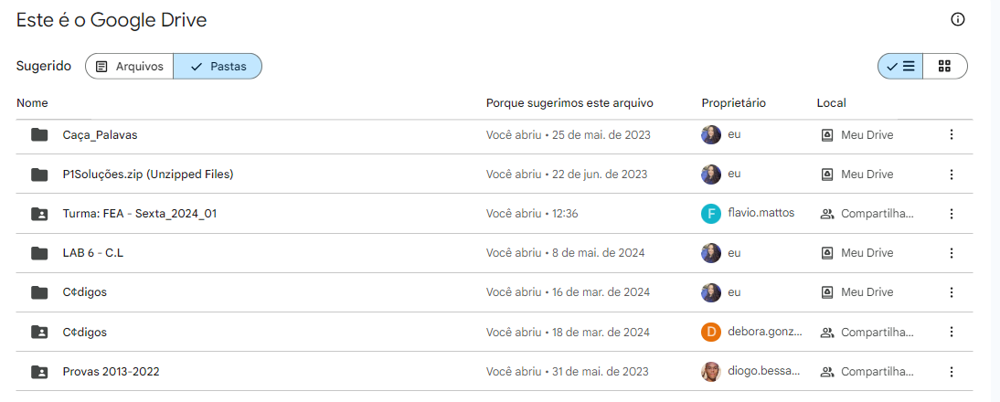 Este é o Google Drive
Sugerido Arquivos Pastas
Nome Porque sugerimos este arquivo Proprietário Local
Caça_Palavas Você abriu • 25 de mai. de 2023 eu Meu Drive
P1Soluções.zip (Unzipped Files) Você abriu • 22 de jun. de 2023 eu Meu Drive
Turma: FEA - Sexta_2024_01 Você abriu • 12:36 F flavio.mattos Compartilha...
LAB 6 - C.L Você abriu • 8 de mai. de 2024 eu Meu Drive
C¢digos Você abriu • 16 de mar. de 2024 eu Meu Drive
C¢digos Você abriu • 18 de mar. de 2024 D debora.gonz... Compartilha...
Provas 2013-2022 Você abriu • 31 de mai. de 2023 diogo.bessa... Compartilha...